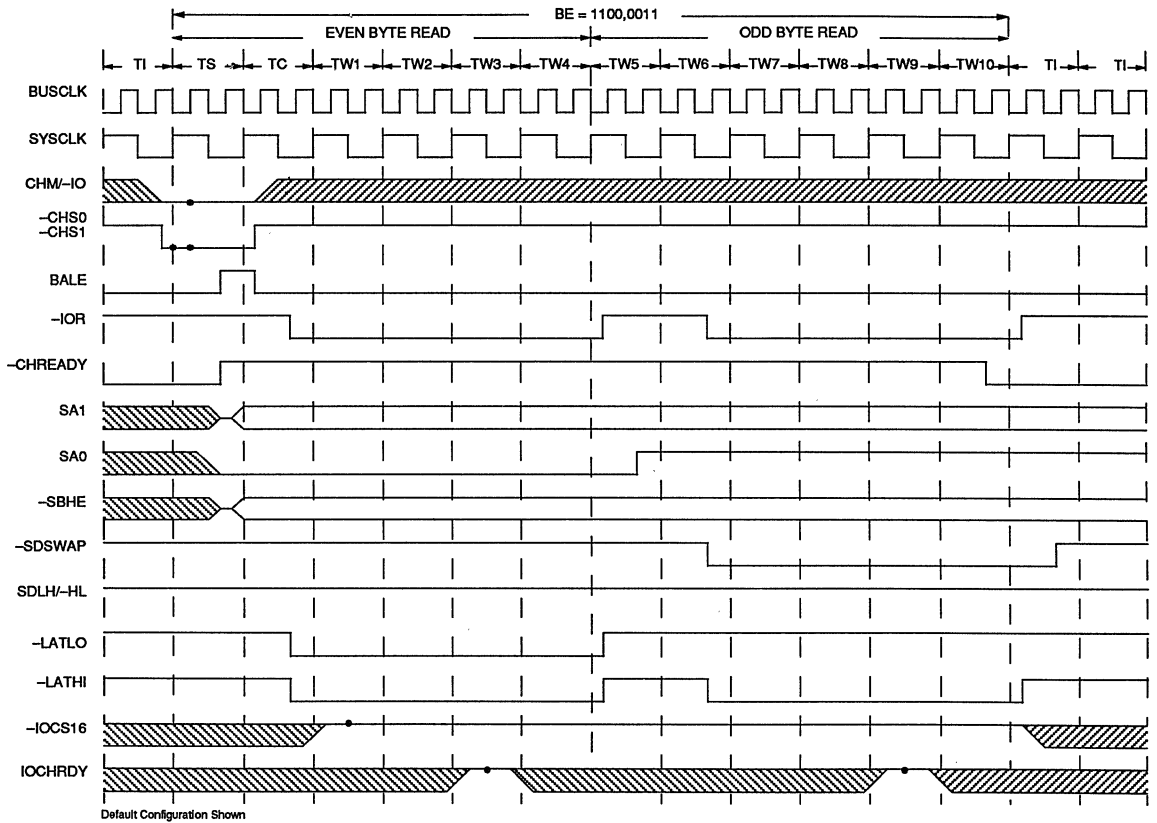 BE = 1100,0011
EVEN BYTE READ ODD BYTE READ
TI TS TC TW1 TW2 TW3 TW4 TW5 TW6 TW7 TW8 TW9 TW10 TI TI
BUSCLK
SYSCLK
CHM/–IO
–CHS0
–CHS1
BALE
–IOR
–CHREADY
SA1
SA0
–SBHE
–SDSWAP
SDLH/–HL
–LATLO
–LATHI
–IOCS16
IOCHRDY
Default Configuration Shown